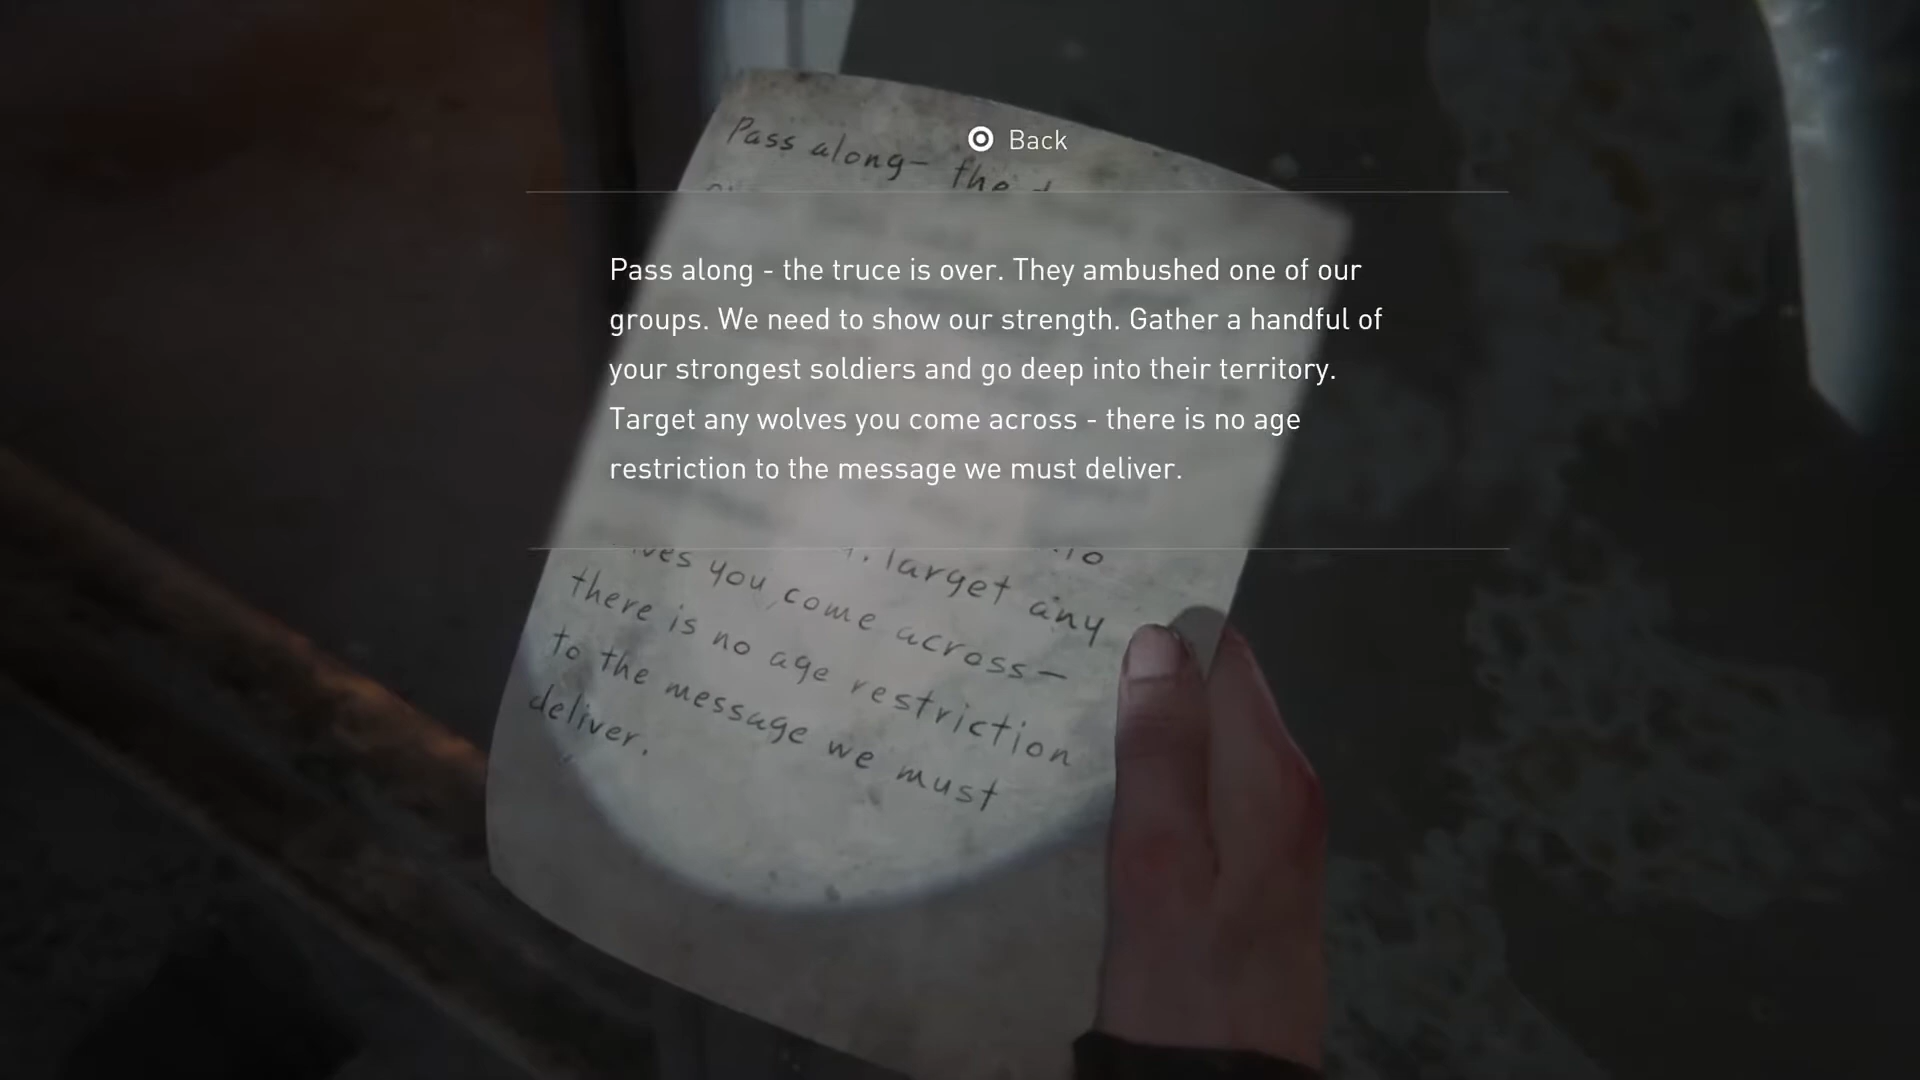 Back
Pass along— the
Pass along - the truce is over. They ambushed one of our
groups. We need to show our strength. Gather a handful of
your strongest soldiers and go deep into their territory.
Target any wolves you come across - there is no age
restriction to the message we must deliver.
Target any
you come across—
there is no age restriction
to the message we must
deliver.